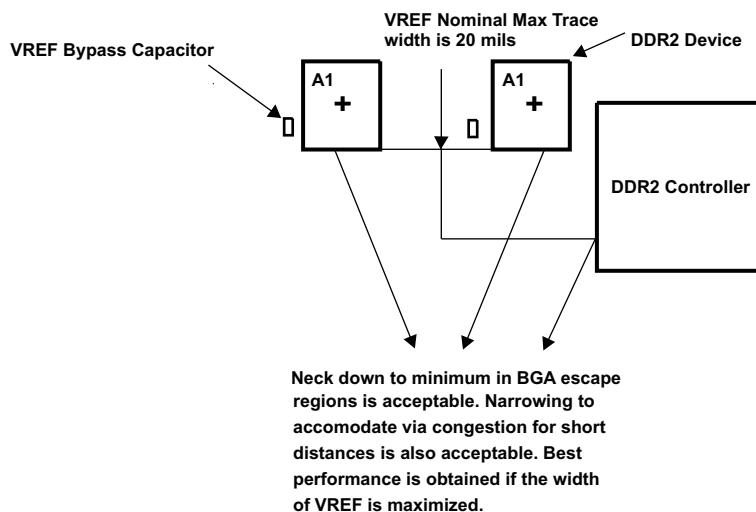 VREF Nominal Max Trace
width is 20 mils
VREF Bypass Capacitor
DDR2 Device
A1
A1
DDR2 Controller
Neck down to minimum in BGA escape
regions is acceptable. Narrowing to
accomodate via congestion for short
distances is also acceptable. Best
performance is obtained if the width
of VREF is maximized.